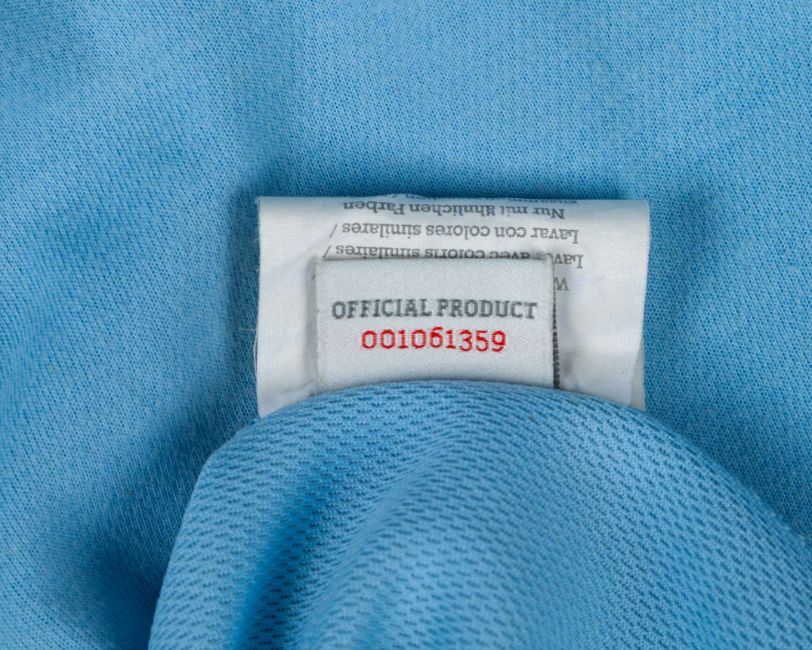 OFFICIAL PRODUCT
001061359
Lavar con colores similares /
Nur mit ähnlichen Farben